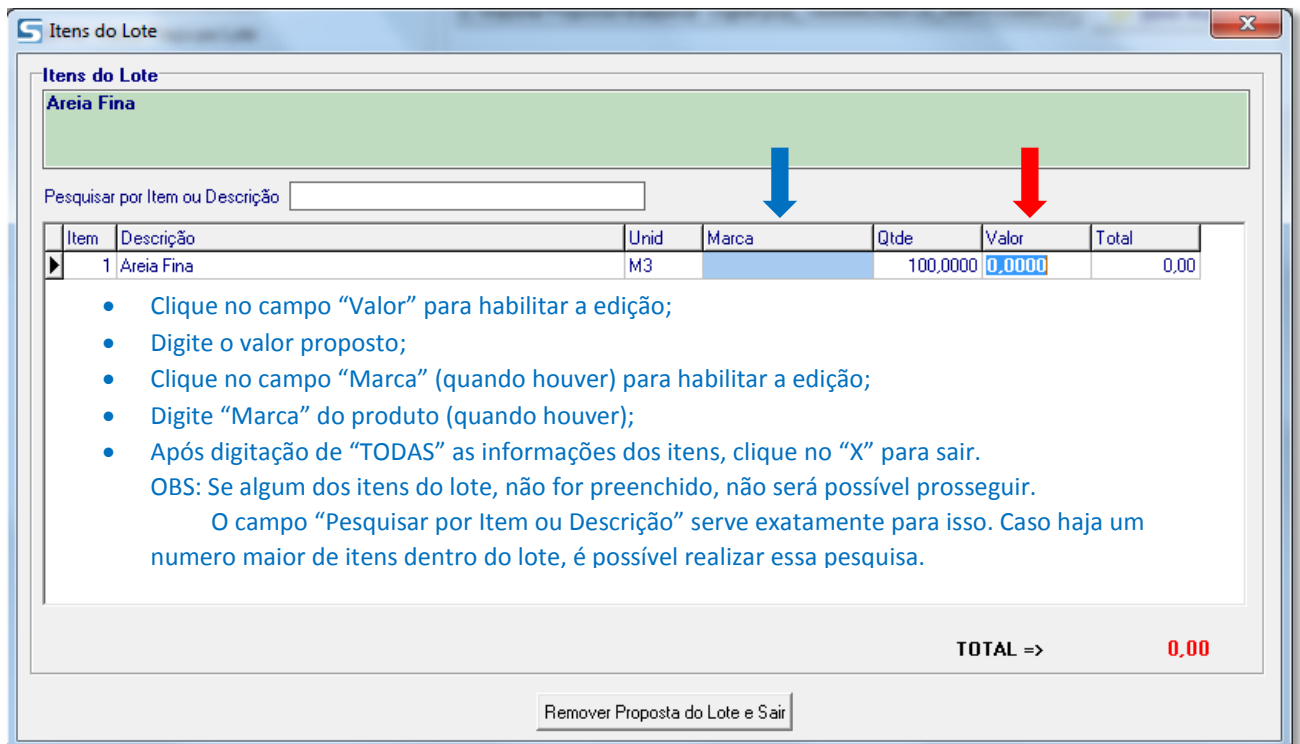 Itens do Lote
Itens do Lote
Areia Fina
Pesquisar por Item ou Descrição
Item Descrição Unid Marca Qtde Valor Total
1 Areia Fina M3 100,0000 0,0000 0,00
• Clique no campo “Valor” para habilitar a edição;
• Digite o valor proposto;
• Clique no campo “Marca” (quando houver) para habilitar a edição;
• Digite “Marca” do produto (quando houver);
• Após digitação de “TODAS” as informações dos itens, clique no “X” para sair.
OBS: Se algum dos itens do lote, não for preenchido, não será possível prosseguir.
O campo “Pesquisar por Item ou Descrição” serve exatamente para isso. Caso haja um
numero maior de itens dentro do lote, é possível realizar essa pesquisa.
TOTAL => 0,00
Remover Proposta do Lote e Sair